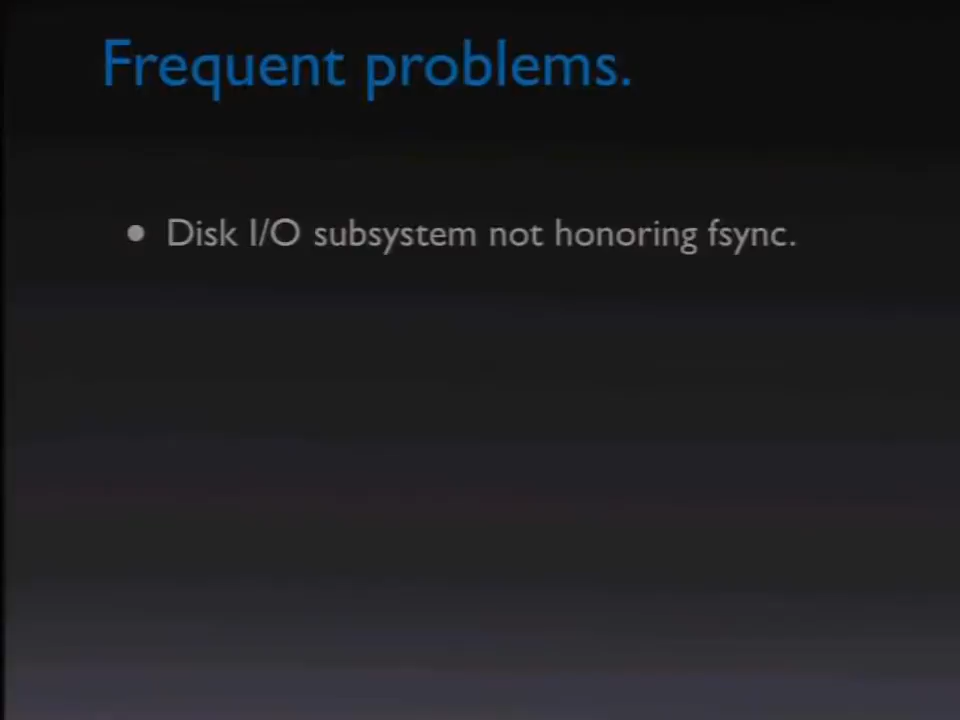 Frequent problems.
• Disk I/O subsystem not honoring fsync.